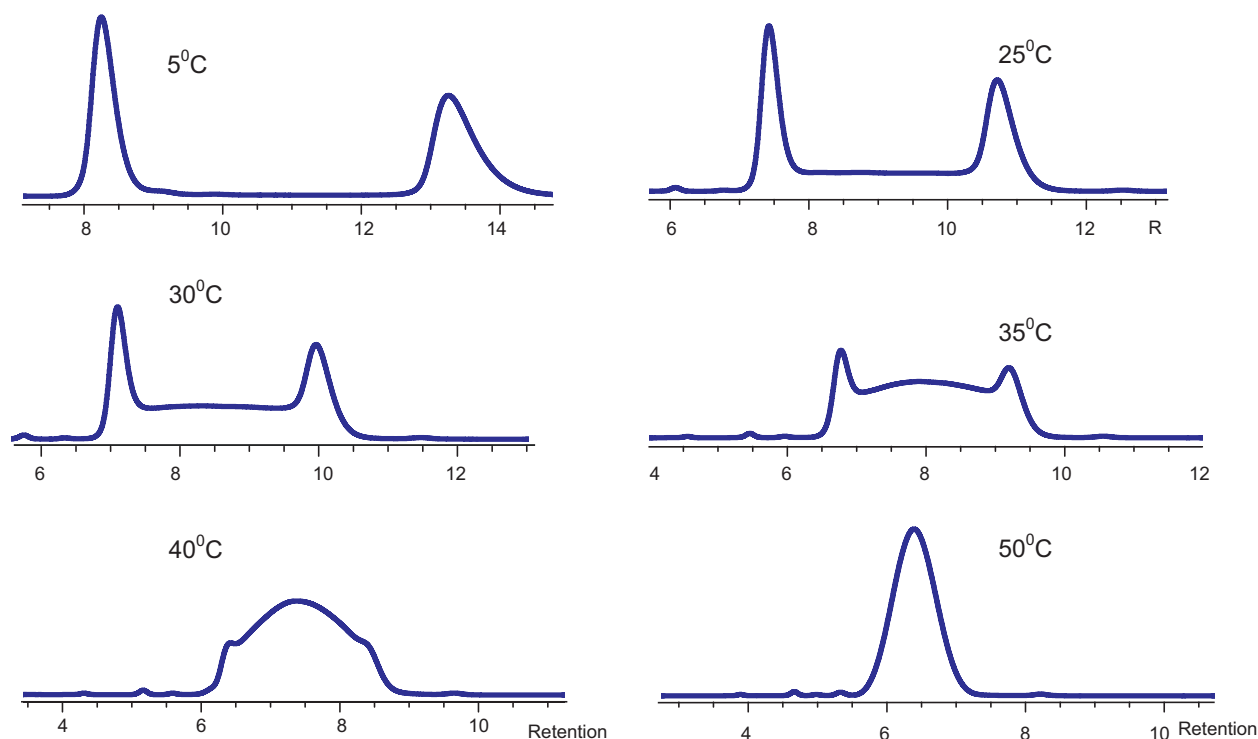 5⁰C
8 10 12 14
25⁰C
6 8 10 12 R
30⁰C
6 8 10 12
35⁰C
4 6 8 10 12
40⁰C
4 6 8 10 Retention
50⁰C
4 6 8 10 Retention